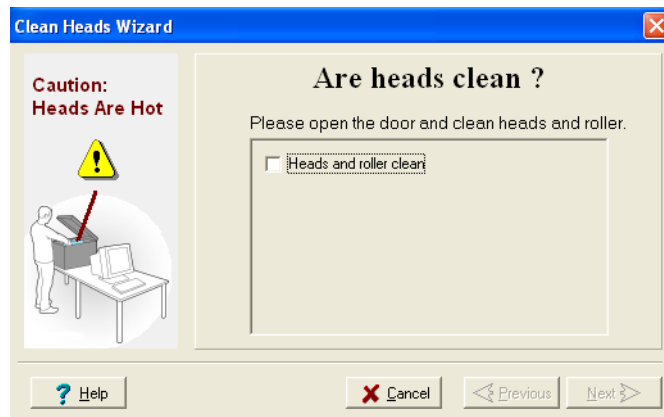 Clean Heads Wizard
Caution:
Heads Are Hot
Are heads clean ?
Please open the door and clean heads and roller.
Heads and roller clean
Help
Cancel
Previous
Next